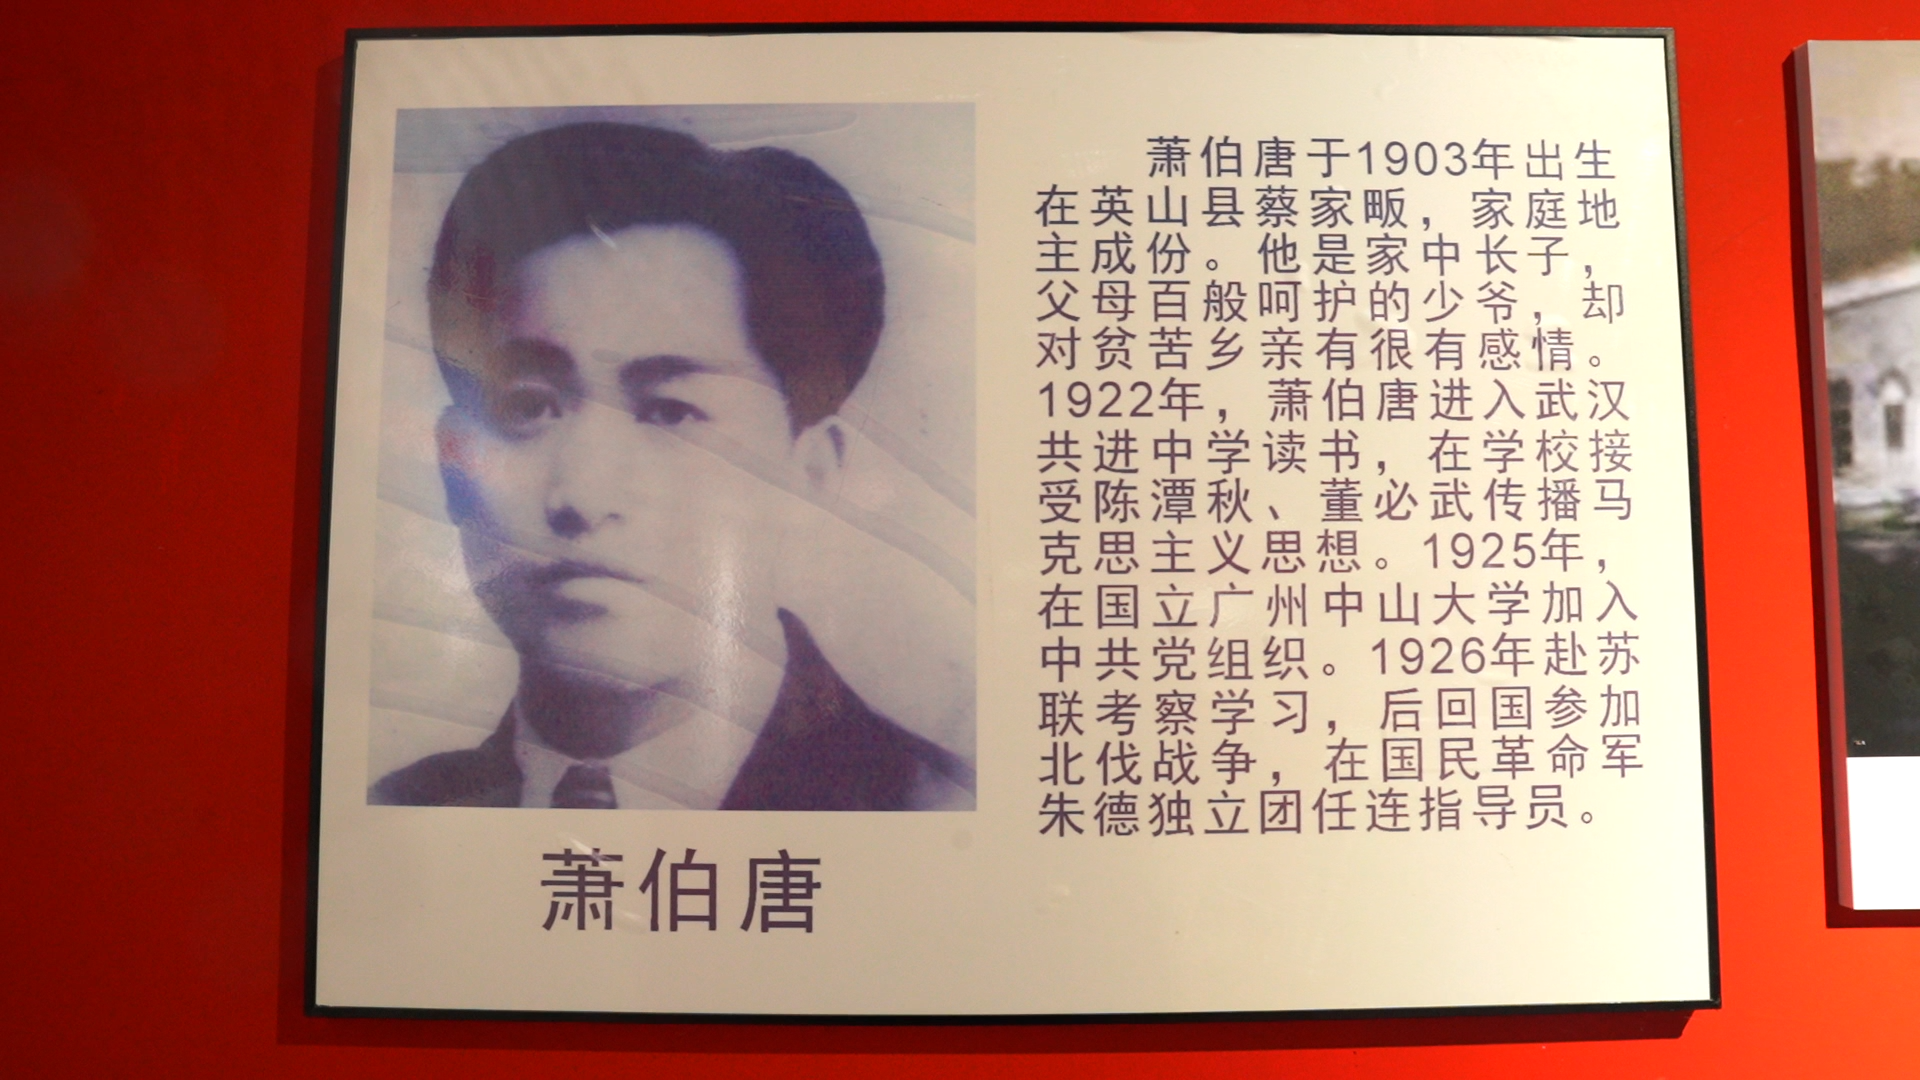 萧伯唐于1903年出生
在英山县蔡家畈，家庭地
主成份。他是家中长子，
父母百般呵护的少爷，却
对贫苦乡亲有很有感情。
1922年，萧伯唐进入武汉
共进中学读书，在学校接
受陈潭秋、董必武传播马
克思主义思想。1925年，
在国立广州中山大学加入
中共党组织。1926年赴苏
联考察学习，后回国参加
北伐战争，在国民革命军
朱德独立团任连指导员。
萧伯唐